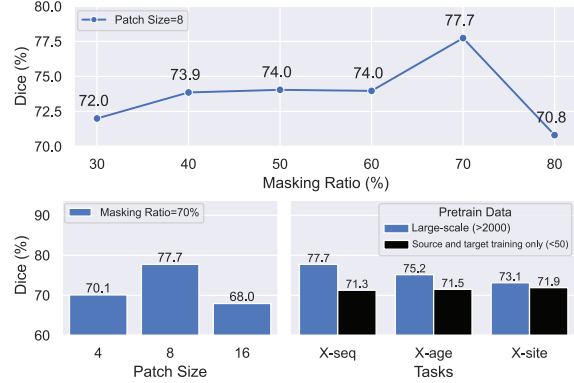 80.0
Patch Size=8
77.7
77.5
Dice (%)
75.0
73.9
74.0
74.0
72.5
72.0
70.8
70.0
30 40 50 60 70 80
Masking Ratio (%)
90
Masking Ratio=70%
Dice (%)
80
77.7
70
70.1
68.0
60
4 8 16
Patch Size
Pretrain Data
Large-scale (>2000)
Source and target training only (<50)
77.7
71.3
75.2
71.5
73.1
71.9
X-seq X-age X-site
Tasks